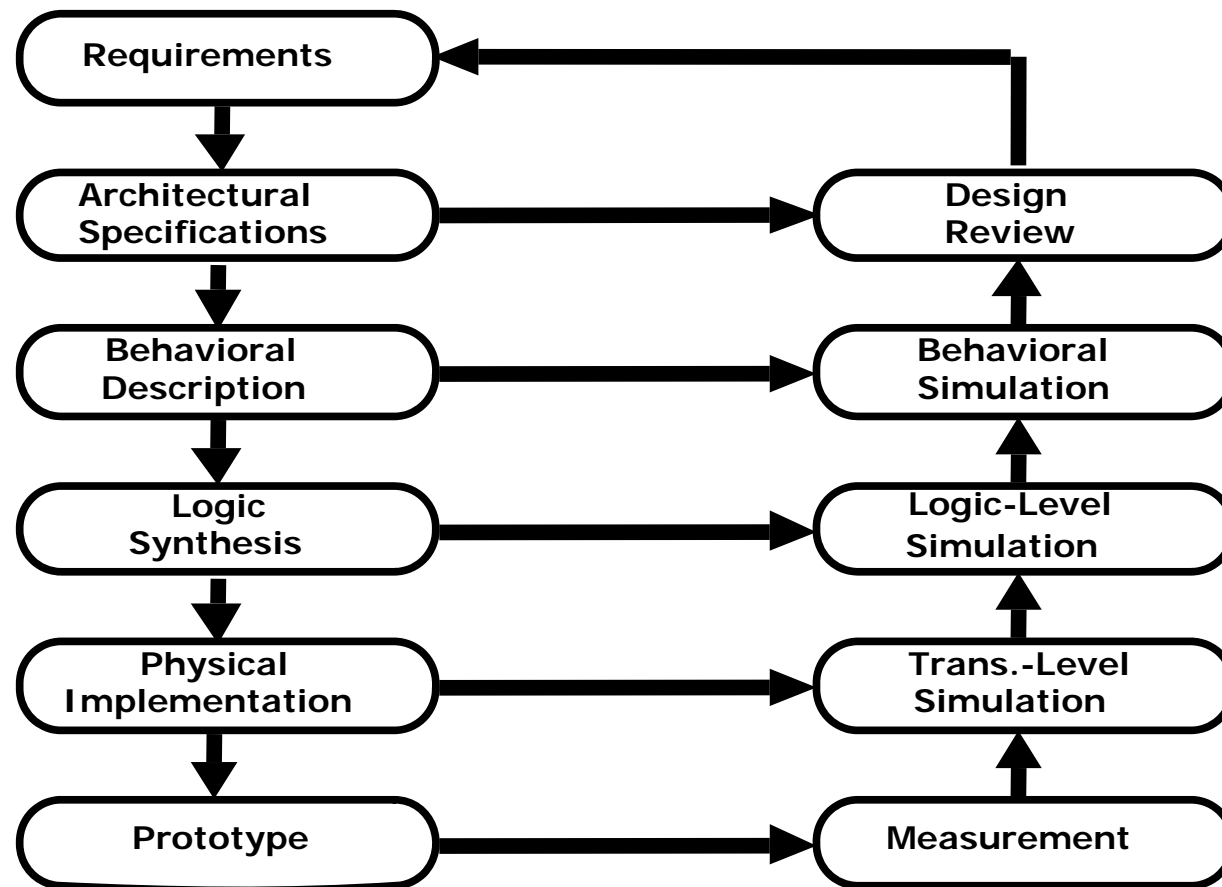 Requirements
Architectural
Specifications
Design
Review
Behavioral
Description
Behavioral
Simulation
Logic
Synthesis
Logic-Level
Simulation
Physical
Implementation
Trans.-Level
Simulation
Prototype
Measurement